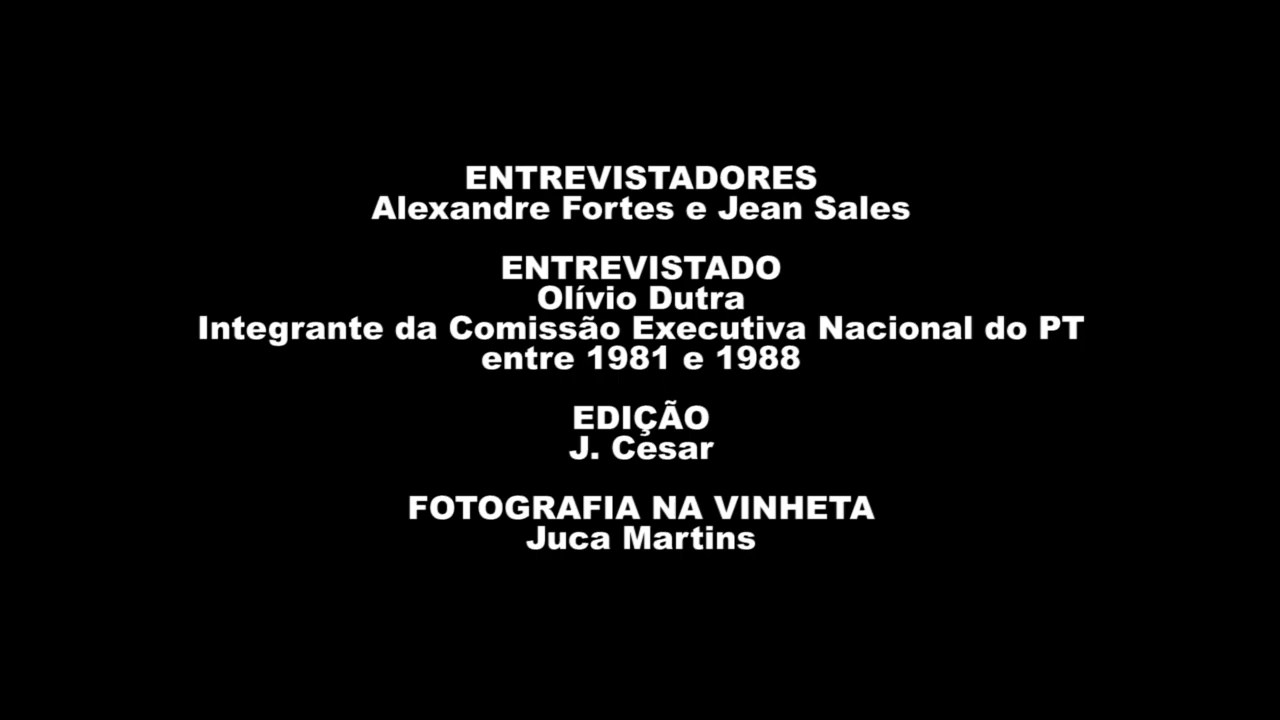 ENTREVISTADORES
Alexandre Fortes e Jean Sales
ENTREVISTADO
Olívio Dutra
Integrante da Comissão Executiva Nacional do PT
entre 1981 e 1988
EDIÇÃO
J. Cesar
FOTOGRAFIA NA VINHETA
Juca Martins